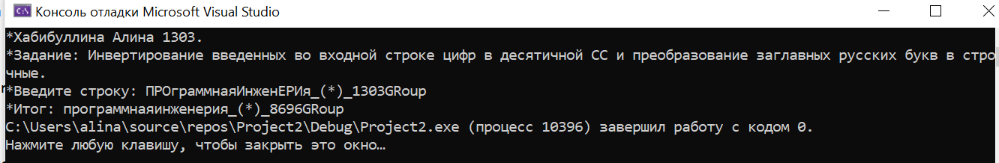 Консоль отладки Microsoft Visual Studio
*Хабибуллина Алина 1303.
*Задание: Инвертирование введенных во входной строке цифр в десятичной СС и преобразование заглавных русских букв в стро
чные.
*Введите строку: ПРОграммнаяИнженЕРИя_(*)_1303GRoup
*Итог: программнаяинженерия_(*)_8696GRoup
C:\Users\alina\source\repos\Project2\Debug\Project2.exe (процесс 10396) завершил работу с кодом 0.
Нажмите любую клавишу, чтобы закрыть это окно…